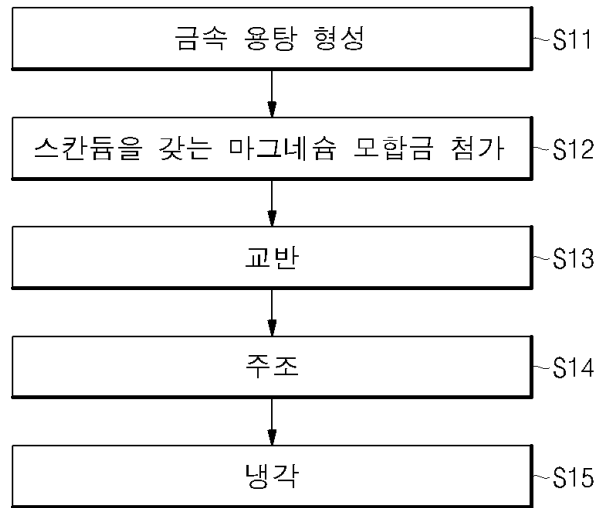 금속 용탕 형성 S11
스칸듐을 갖는 마그네슘 모합금 첨가 S12
교반 S13
주조 S14
냉각 S15